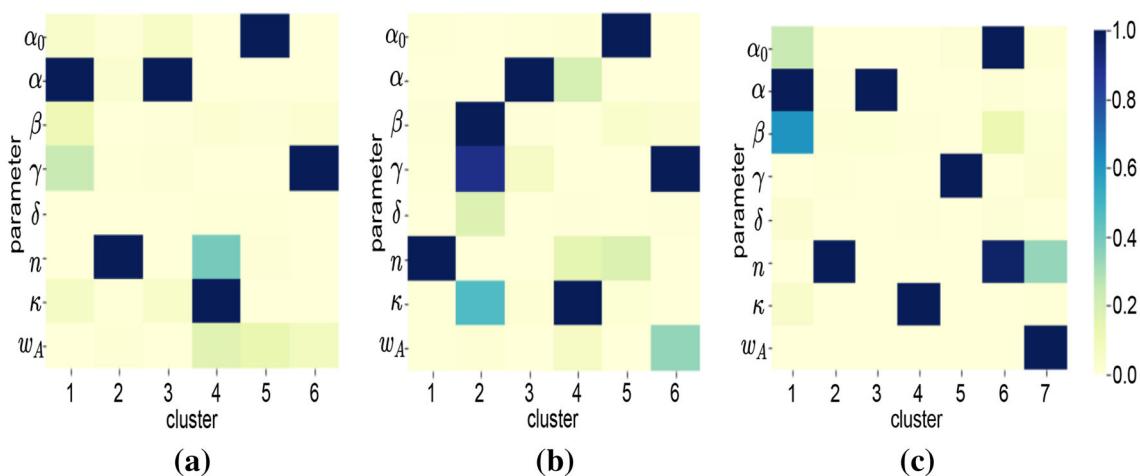 α0
α
β
γ
δ
n
κ
wA
parameter
1 2 3 4 5 6
cluster
(a)
α0
α
β
γ
δ
n
κ
wA
parameter
1 2 3 4 5 6
cluster
(b)
α0
α
β
γ
δ
n
κ
wA
parameter
1 2 3 4 5 6 7
cluster
(c)
1.0
0.8
0.6
0.4
0.2
0.0